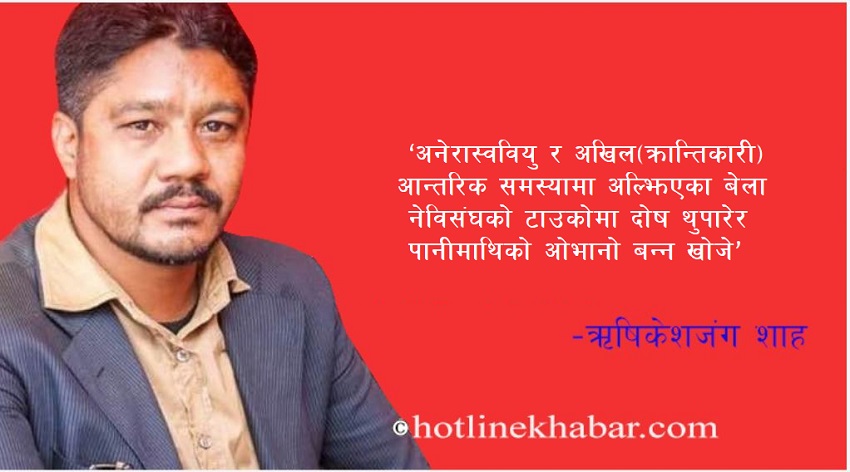 ‘अनेरास्ववियु र अखिल(क्रान्तिकारी)
आन्तरिक समस्यामा अल्झिएका बेला
नेविसंघको टाउकोमा दोष थुपारेर
पानीमाथिको ओभानो बन्न खोजे’
-ऋषिकेशजंग शाह
©hotlinekhabar.com